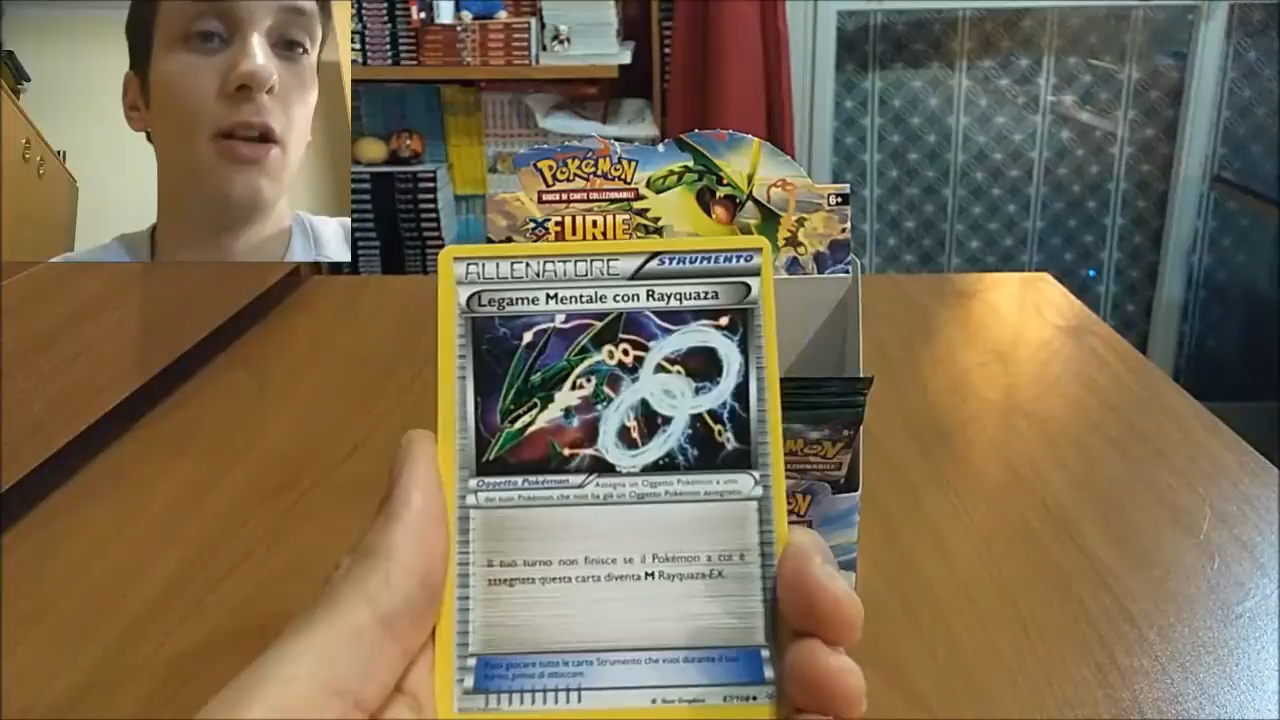 POKÉMON
GIOCO DI CARTE COLLEZIONABILI
6+
FURIE
ALLENATORE
STRUMENTO
Legame Mentale con Rayquaza
Oggetto Pokémon
Assegna un Oggetto Pokémon a uno
dei tuoi Pokémon che non ha già un Oggetto Pokémon assegnato.
Il tuo turno non finisce se il Pokémon a cui è
assegnata questa carta diventa M Rayquaza-EX.
Puoi giocare tutte le carte Strumento che vuoi durante il tuo
turno, prima di attaccare.